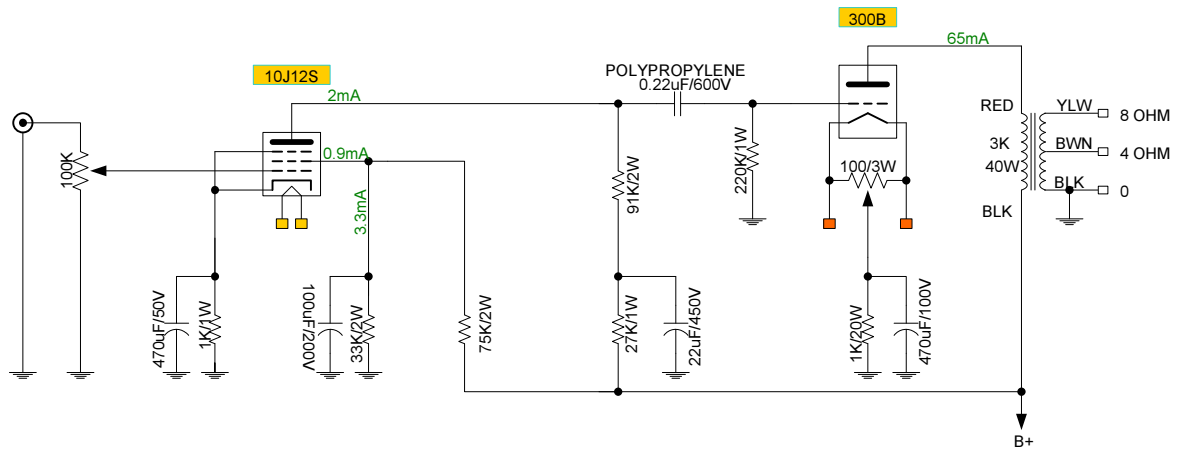 300B
65mA
10J12S
2mA
POLYPROPYLENE
0.22uF/600V
RED
YLW
8 OHM
3K
BWN
4 OHM
40W
BLK
0
BLK
100K
0.9mA
3.3mA
91K/2W
220K/1W
100/3W
470uF/50V
1K/1W
100uF/200V
33K/2W
75K/2W
27K/1W
22uF/450V
1K/20W
470uF/100V
B+